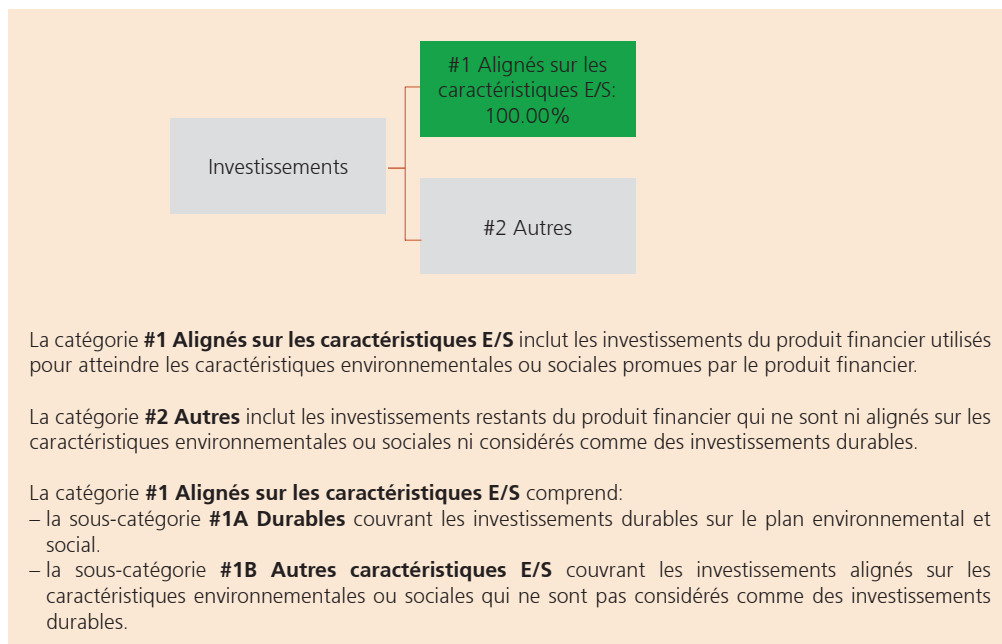 #1 Alignés sur les
caractéristiques E/S:
100.00%
Investissements
#2 Autres
La catégorie #1 Alignés sur les caractéristiques E/S inclut les investissements du produit financier utilisés
pour atteindre les caractéristiques environnementales ou sociales promues par le produit financier.
La catégorie #2 Autres inclut les investissements restants du produit financier qui ne sont ni alignés sur les
caractéristiques environnementales ou sociales ni considérés comme des investissements durables.
La catégorie #1 Alignés sur les caractéristiques E/S comprend:
– la sous-catégorie #1A Durables couvrant les investissements durables sur le plan environnemental et
social.
– la sous-catégorie #1B Autres caractéristiques E/S couvrant les investissements alignés sur les
caractéristiques environnementales ou sociales qui ne sont pas considérés comme des investissements
durables.